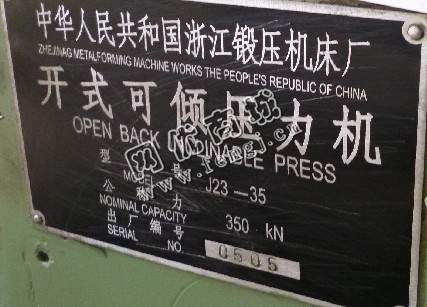 中华人民共和国浙江锻压机床厂
ZHEJINAG METALFORMING MACHINE WORKS THE PEOPLE'S REPUBLIC OF CHINA
开式可倾压力机
OPEN BACK INCLINABLE PRESS
型 号
MODEL J23-35
公称力
NOMINAL CAPACITY 350 kN
出厂编号
SERIAL NO. 0505